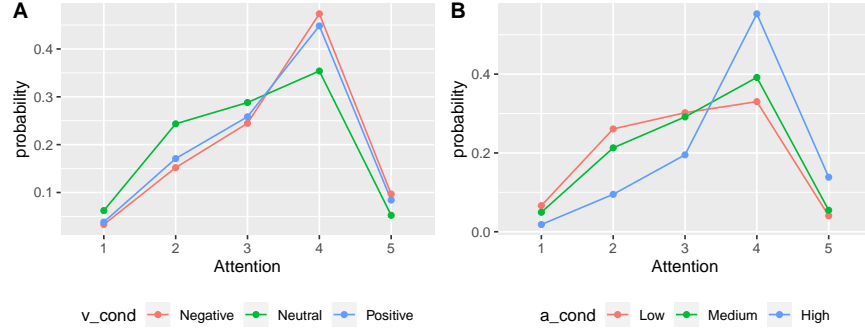 A
probability
0.4
0.3
0.2
0.1
1 2 3 4 5
Attention
v_cond Negative Neutral Positive
B
probability
0.4
0.2
0.0
1 2 3 4 5
Attention
a_cond Low Medium High